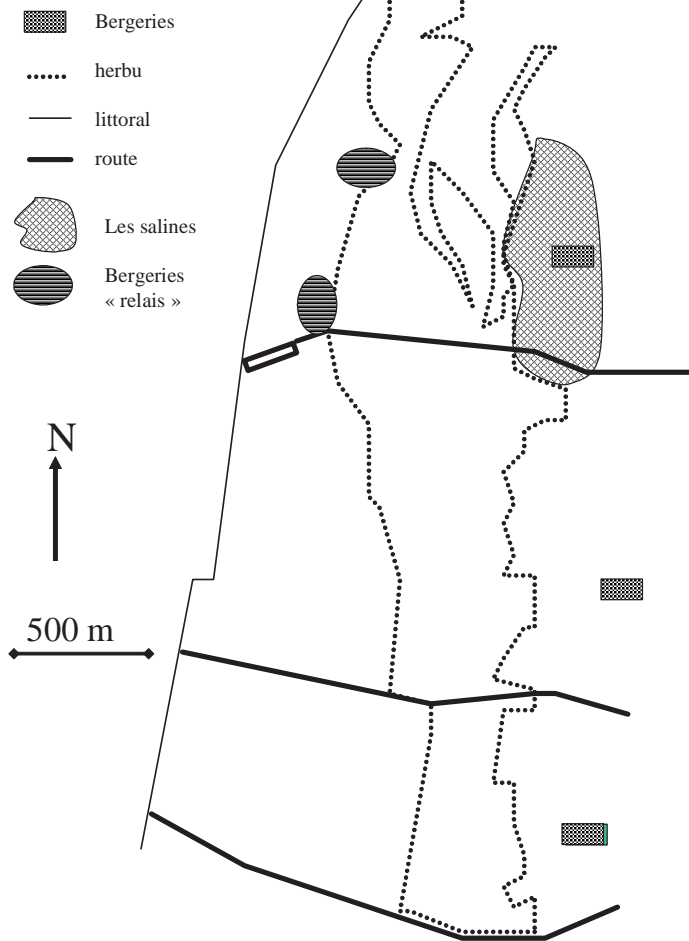 Bergeries
herbu
littoral
route
Les salines
Bergeries
« relais »
N
500 m